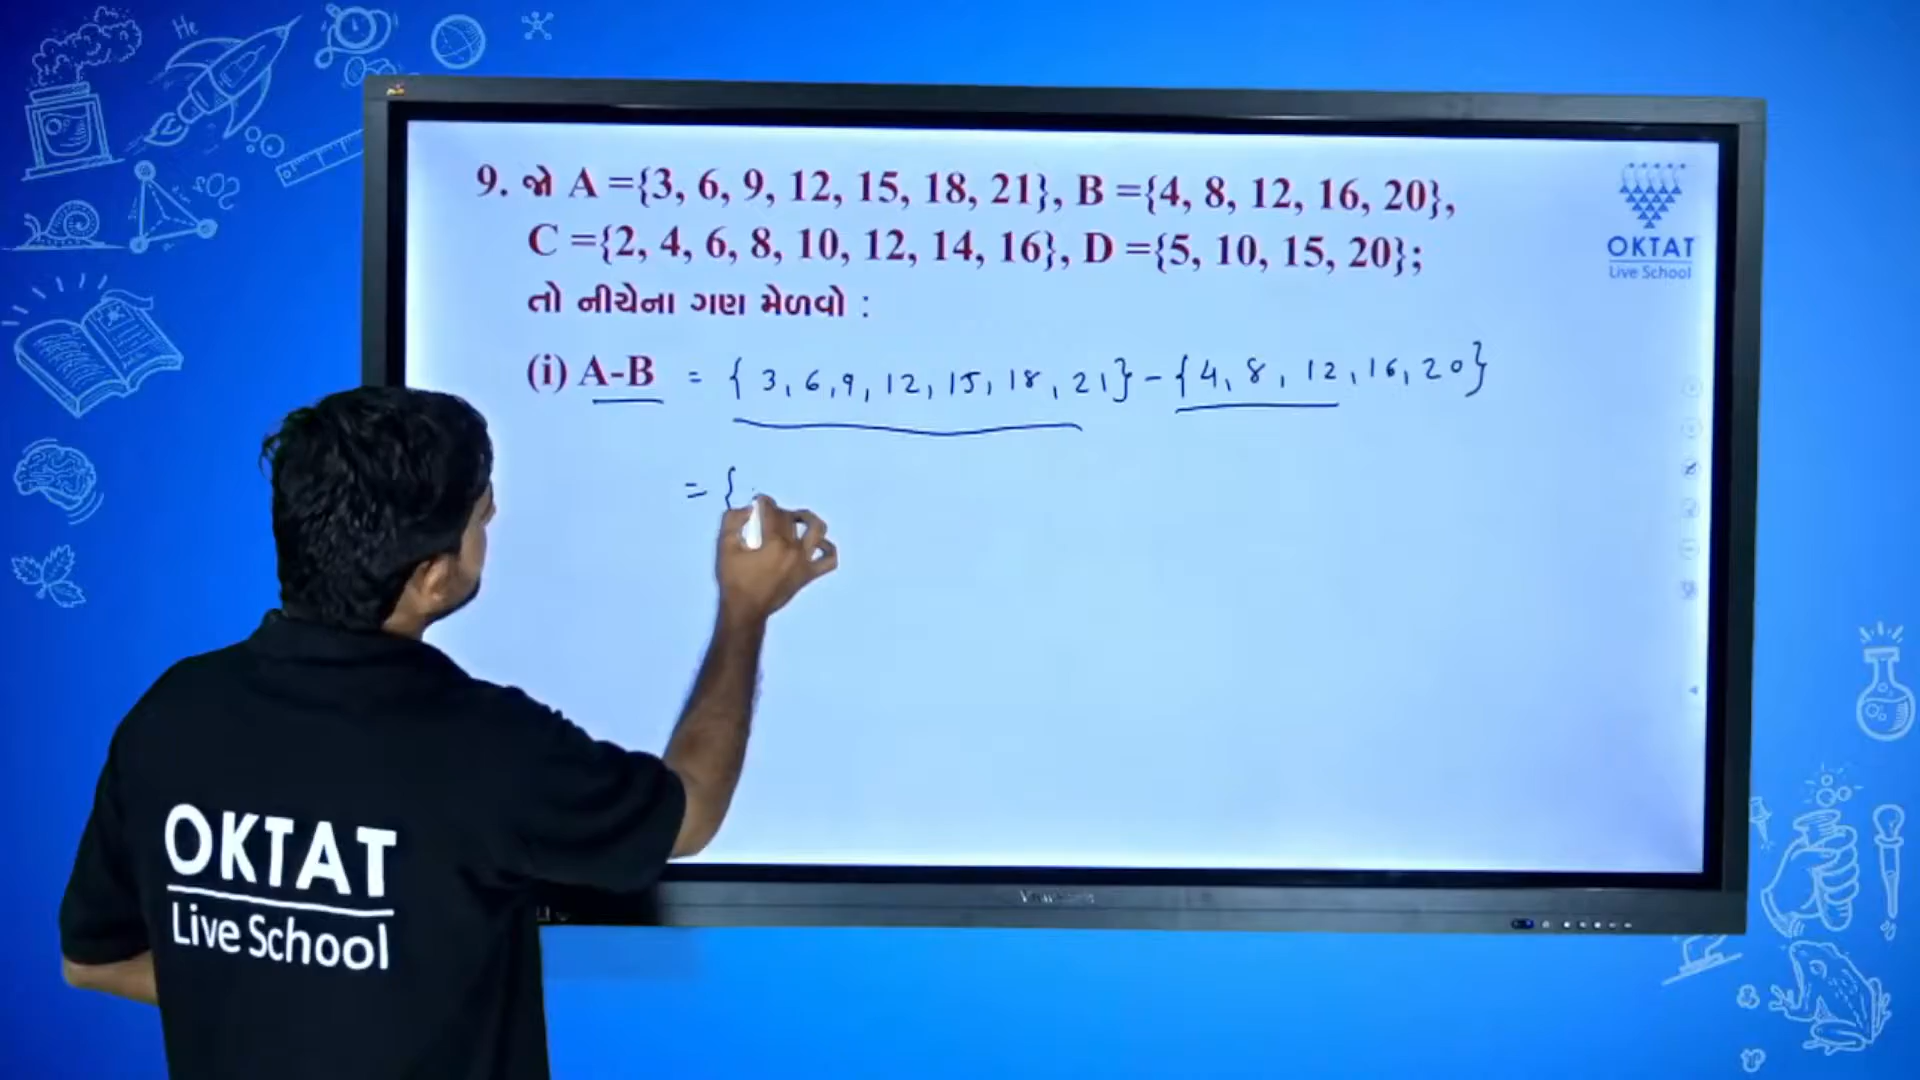 He
9. જો A ={3, 6, 9, 12, 15, 18, 21}, B ={4, 8, 12, 16, 20},
C ={2, 4, 6, 8, 10, 12, 14, 16}, D ={5, 10, 15, 20};
તો નીચેના ગણ મેળવો :
(i) A-B = { 3, 6, 9, 12, 15, 18, 21} - {4, 8, 12, 16, 20}
= {
OKTAT
Live School
OKTAT
Live School